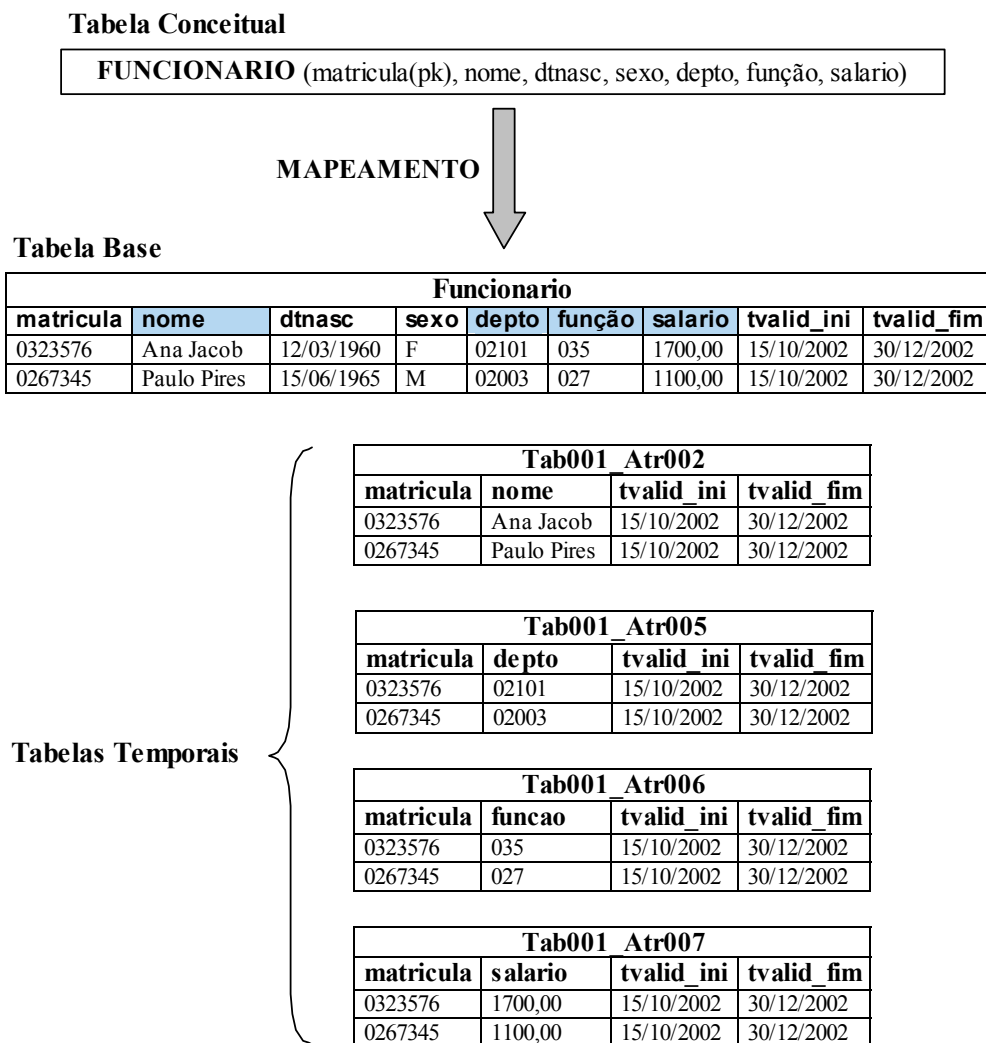 Tabela Conceitual
FUNCIONARIO (matricula(pk), nome, dtnasc, sexo, depto, função, salario)
MAPEAMENTO
Tabela Base
Funcionario
matricula nome dtnasc sexo depto função salario tvalid_ini tvalid_fim
0323576 Ana Jacob 12/03/1960 F 02101 035 1700,00 15/10/2002 30/12/2002
0267345 Paulo Pires 15/06/1965 M 02003 027 1100,00 15/10/2002 30/12/2002
Tabelas Temporais
Tab001_Atr002
matricula nome tvalid_ini tvalid_fim
0323576 Ana Jacob 15/10/2002 30/12/2002
0267345 Paulo Pires 15/10/2002 30/12/2002
Tab001_Atr005
matricula depto tvalid_ini tvalid_fim
0323576 02101 15/10/2002 30/12/2002
0267345 02003 15/10/2002 30/12/2002
Tab001_Atr006
matricula funcao tvalid_ini tvalid_fim
0323576 035 15/10/2002 30/12/2002
0267345 027 15/10/2002 30/12/2002
Tab001_Atr007
matricula salario tvalid_ini tvalid_fim
0323576 1700,00 15/10/2002 30/12/2002
0267345 1100,00 15/10/2002 30/12/2002